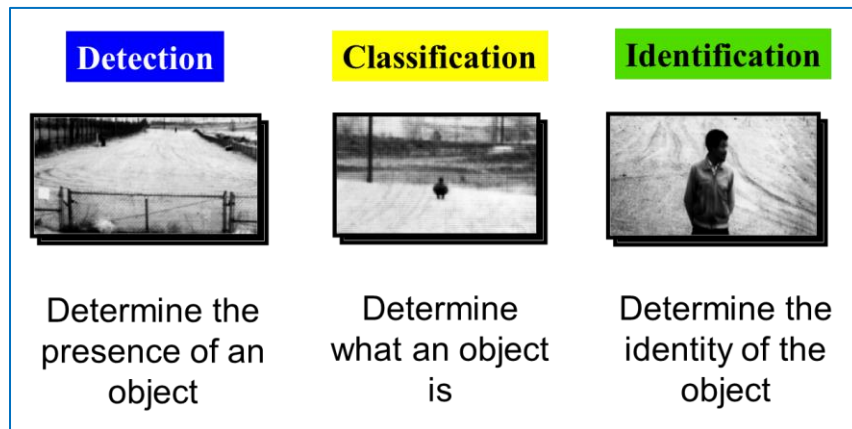 Detection
Classification
Identification
Determine the
presence of an
object
Determine
what an object
is
Determine the
identity of the
object